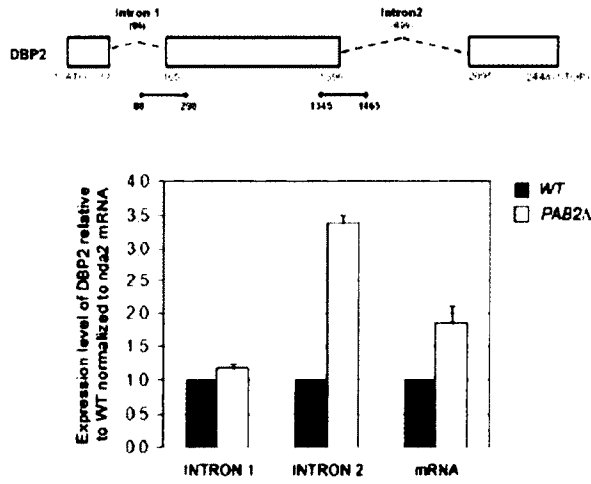 Intron 1
Intron2
DBP2
88
298
1345
1465
Expression level of DBP2 relative
to WT normalized to nda2 mRNA
4.0
3.5
3.0
2.5
2.0
1.5
1.0
0.5
0.0
WT
PAB2Δ
INTRON 1
INTRON 2
mRNA